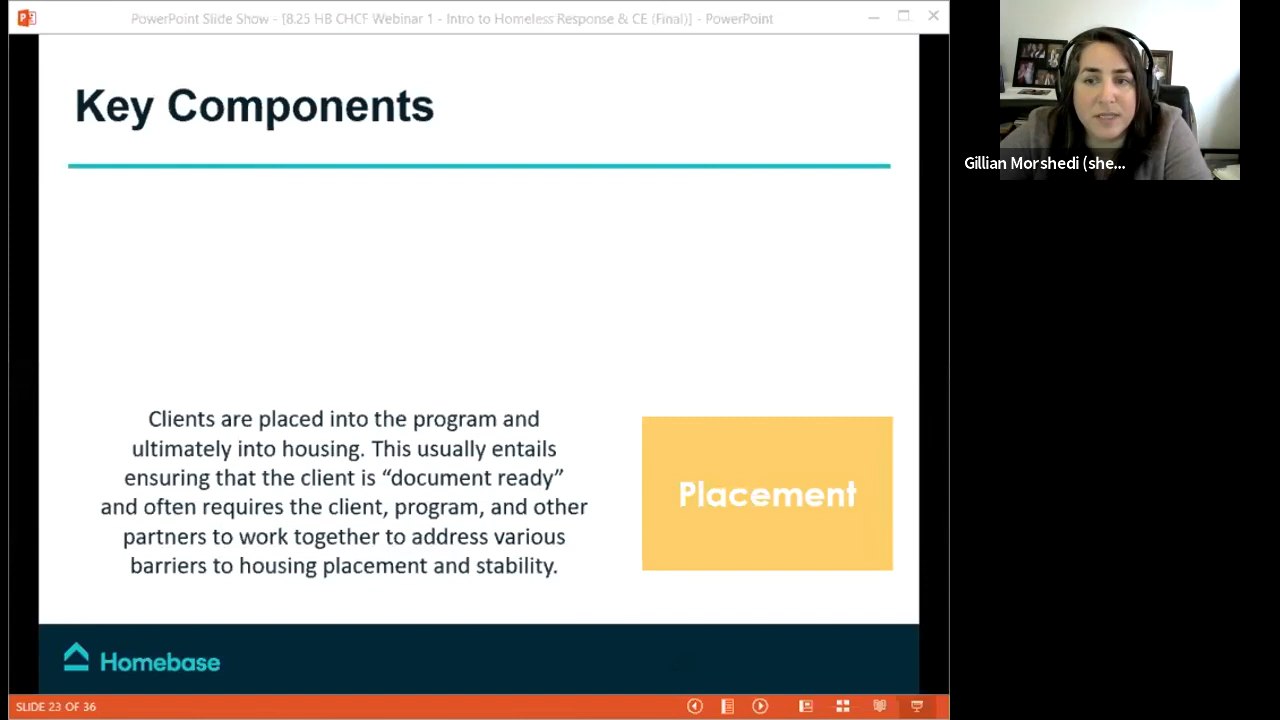 PowerPoint Slide Show - [8.25 HB CHCF Webinar 1 - Intro to Homeless Response & CE (Final)] - PowerPoint
Key Components
Clients are placed into the program and
ultimately into housing. This usually entails
ensuring that the client is “document ready”
and often requires the client, program, and other
partners to work together to address various
barriers to housing placement and stability.
Placement
Homebase
SLIDE 23 OF 36
Gillian Morshedi (she...